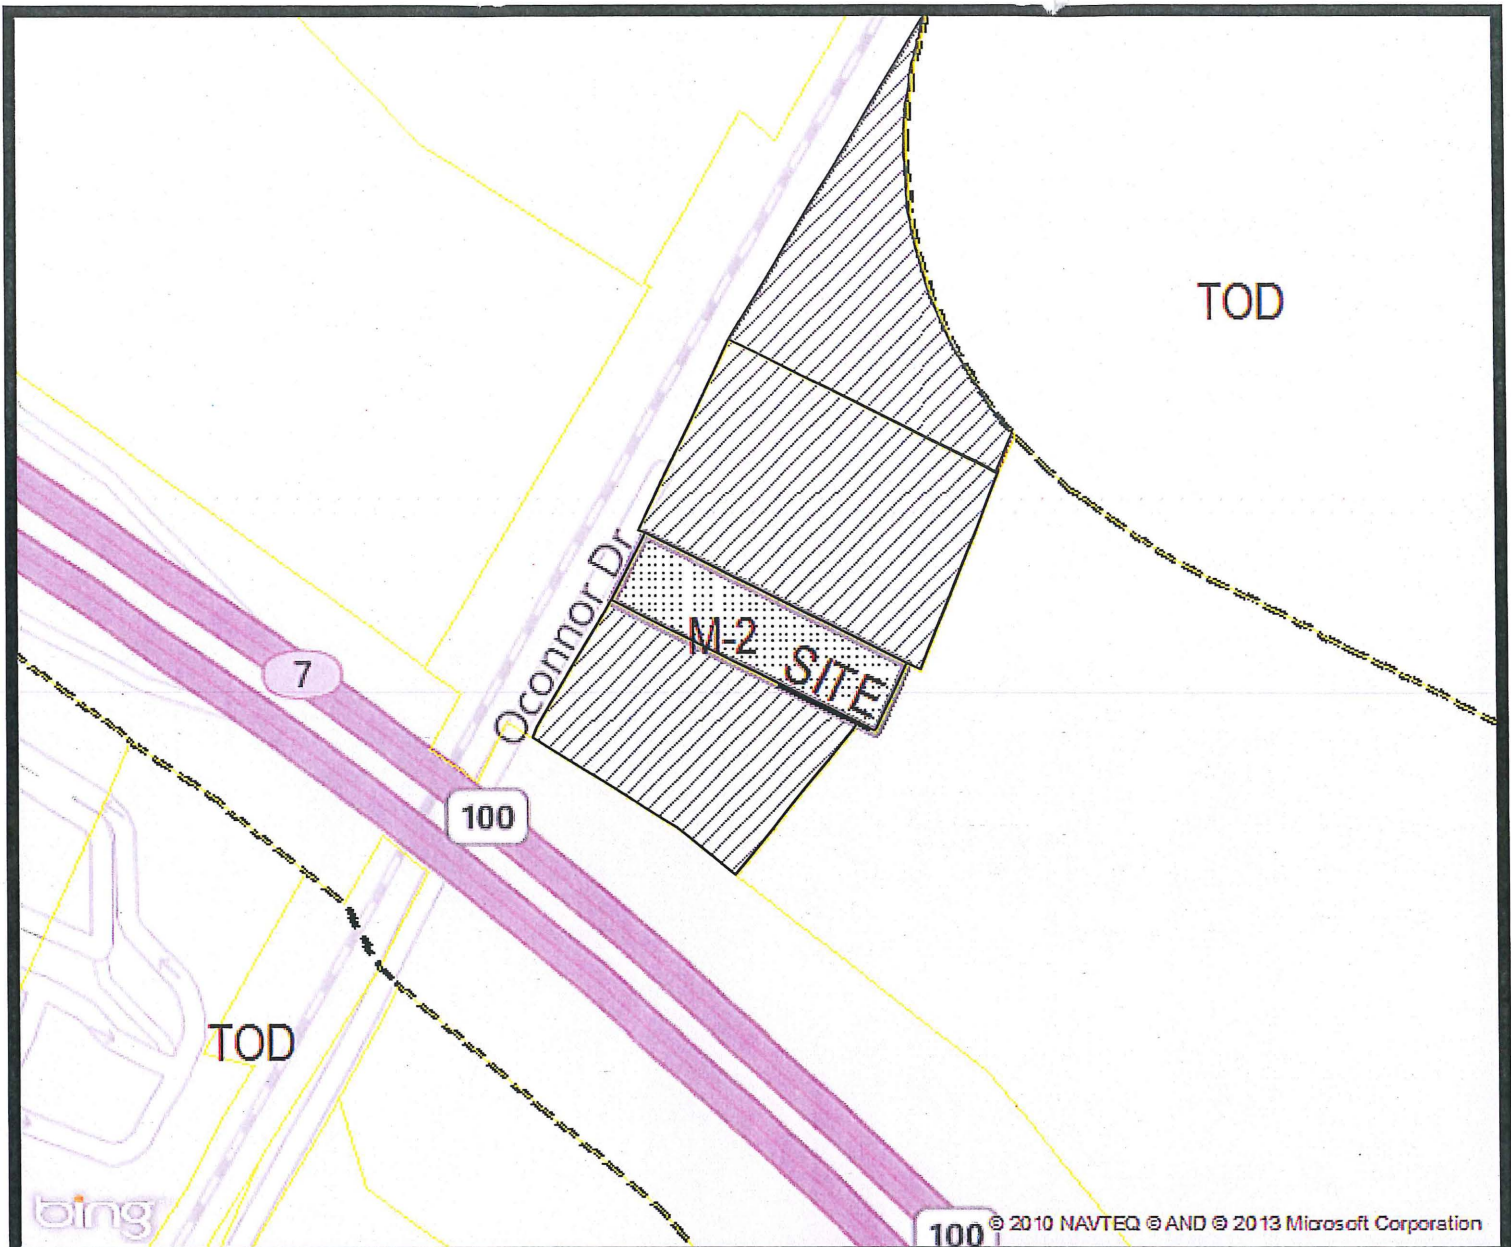 TOD
Oconnor Dr
M-2
SITE
7
100
TOD
bing
100
© 2010 NAVTEQ © AND © 2013 Microsoft Corporation